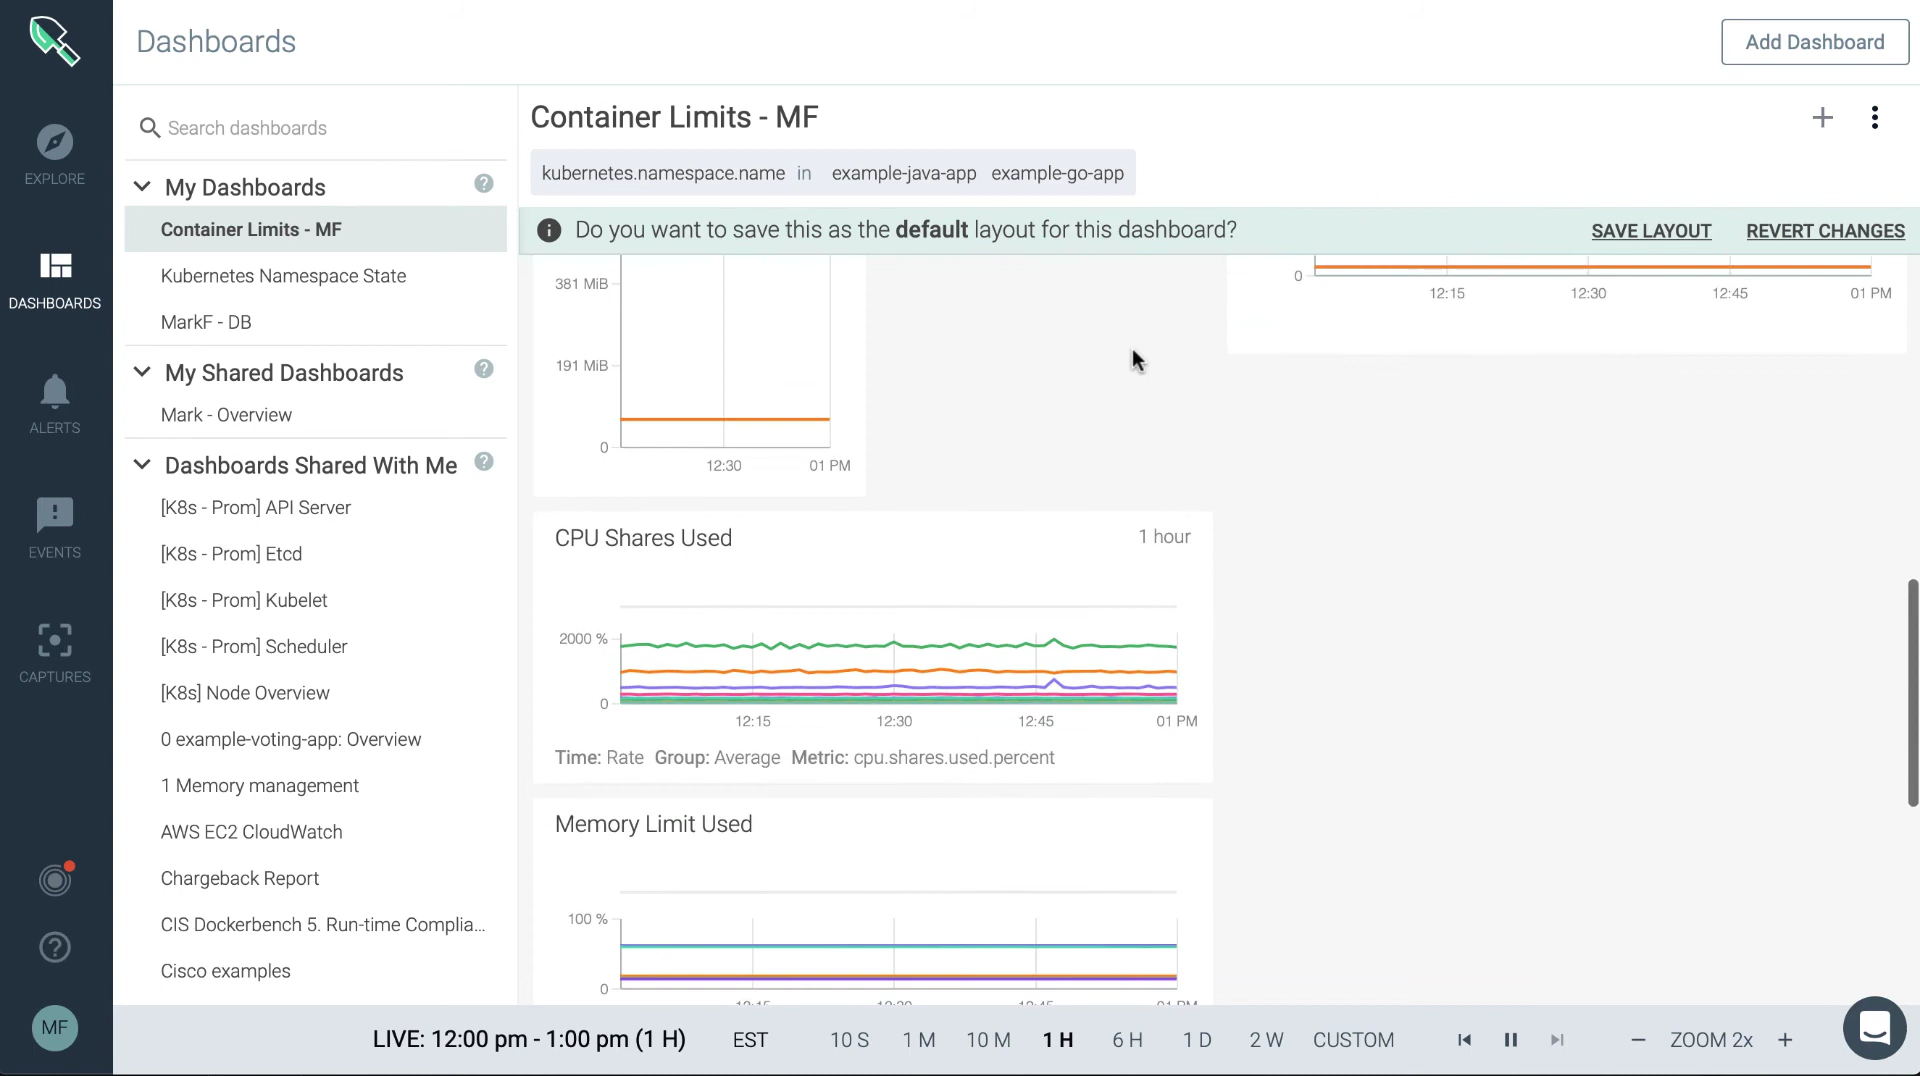 Dashboards
Add Dashboard
EXPLORE
DASHBOARDS
ALERTS
EVENTS
CAPTURES
MF
Search dashboards
My Dashboards
Container Limits - MF
Kubernetes Namespace State
MarkF - DB
My Shared Dashboards
Mark - Overview
Dashboards Shared With Me
[K8s - Prom] API Server
[K8s - Prom] Etcd
[K8s - Prom] Kubelet
[K8s - Prom] Scheduler
[K8s] Node Overview
0 example-voting-app: Overview
1 Memory management
AWS EC2 CloudWatch
Chargeback Report
CIS Dockerbench 5. Run-time Complia...
Cisco examples
Container Limits - MF
kubernetes.namespace.name in example-java-app example-go-app
Do you want to save this as the default layout for this dashboard?
SAVE LAYOUT REVERT CHANGES
381 MiB
191 MiB
0
12:30 01 PM
0
12:15 12:30 12:45 01 PM
CPU Shares Used 1 hour
2000 %
0
12:15 12:30 12:45 01 PM
Time: Rate Group: Average Metric: cpu.shares.used.percent
Memory Limit Used
100 %
0
12:15 12:30 12:45 01 PM
LIVE: 12:00 pm - 1:00 pm (1 H) EST 10 S 1 M 10 M 1 H 6 H 1 D 2 W CUSTOM ZOOM 2x